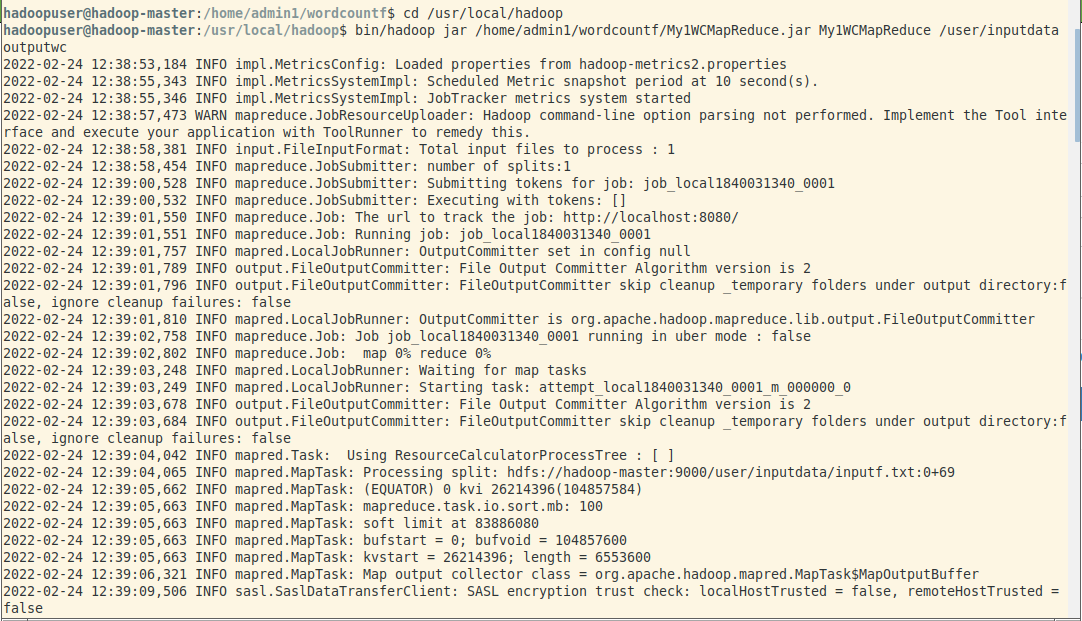 hadoopuser@hadoop-master:/home/admin1/wordcountf$ cd /usr/local/hadoop
hadoopuser@hadoop-master:/usr/local/hadoop$ bin/hadoop jar /home/admin1/wordcountf/My1WCMapReduce.jar My1WCMapReduce /user/inputdata
outputwc
2022-02-24 12:38:53,184 INFO impl.MetricsConfig: Loaded properties from hadoop-metrics2.properties
2022-02-24 12:38:55,343 INFO impl.MetricsSystemImpl: Scheduled Metric snapshot period at 10 second(s).
2022-02-24 12:38:55,346 INFO impl.MetricsSystemImpl: JobTracker metrics system started
2022-02-24 12:38:57,473 WARN mapreduce.JobResourceUploader: Hadoop command-line option parsing not performed. Implement the Tool inte
rface and execute your application with ToolRunner to remedy this.
2022-02-24 12:38:58,381 INFO input.FileInputFormat: Total input files to process : 1
2022-02-24 12:38:58,454 INFO mapreduce.JobSubmitter: number of splits:1
2022-02-24 12:39:00,528 INFO mapreduce.JobSubmitter: Submitting tokens for job: job_local1840031340_0001
2022-02-24 12:39:00,532 INFO mapreduce.JobSubmitter: Executing with tokens: []
2022-02-24 12:39:01,550 INFO mapreduce.Job: The url to track the job: http://localhost:8080/
2022-02-24 12:39:01,551 INFO mapreduce.Job: Running job: job_local1840031340_0001
2022-02-24 12:39:01,757 INFO mapred.LocalJobRunner: OutputCommitter set in config null
2022-02-24 12:39:01,789 INFO output.FileOutputCommitter: File Output Committer Algorithm version is 2
2022-02-24 12:39:01,796 INFO output.FileOutputCommitter: FileOutputCommitter skip cleanup _temporary folders under output directory:f
alse, ignore cleanup failures: false
2022-02-24 12:39:01,810 INFO mapred.LocalJobRunner: OutputCommitter is org.apache.hadoop.mapreduce.lib.output.FileOutputCommitter
2022-02-24 12:39:02,758 INFO mapreduce.Job: Job job_local1840031340_0001 running in uber mode : false
2022-02-24 12:39:02,802 INFO mapreduce.Job:  map 0% reduce 0%
2022-02-24 12:39:03,248 INFO mapred.LocalJobRunner: Waiting for map tasks
2022-02-24 12:39:03,249 INFO mapred.LocalJobRunner: Starting task: attempt_local1840031340_0001_m_000000_0
2022-02-24 12:39:03,678 INFO output.FileOutputCommitter: File Output Committer Algorithm version is 2
2022-02-24 12:39:03,684 INFO output.FileOutputCommitter: FileOutputCommitter skip cleanup _temporary folders under output directory:f
alse, ignore cleanup failures: false
2022-02-24 12:39:04,042 INFO mapred.Task:  Using ResourceCalculatorProcessTree : [ ]
2022-02-24 12:39:04,065 INFO mapred.MapTask: Processing split: hdfs://hadoop-master:9000/user/inputdata/inputf.txt:0+69
2022-02-24 12:39:05,662 INFO mapred.MapTask: (EQUATOR) 0 kvi 26214396(104857584)
2022-02-24 12:39:05,663 INFO mapred.MapTask: mapreduce.task.io.sort.mb: 100
2022-02-24 12:39:05,663 INFO mapred.MapTask: soft limit at 83886080
2022-02-24 12:39:05,663 INFO mapred.MapTask: bufstart = 0; bufvoid = 104857600
2022-02-24 12:39:05,663 INFO mapred.MapTask: kvstart = 26214396; length = 6553600
2022-02-24 12:39:06,321 INFO mapred.MapTask: Map output collector class = org.apache.hadoop.mapred.MapTask$MapOutputBuffer
2022-02-24 12:39:09,506 INFO sasl.SaslDataTransferClient: SASL encryption trust check: localHostTrusted = false, remoteHostTrusted =
false